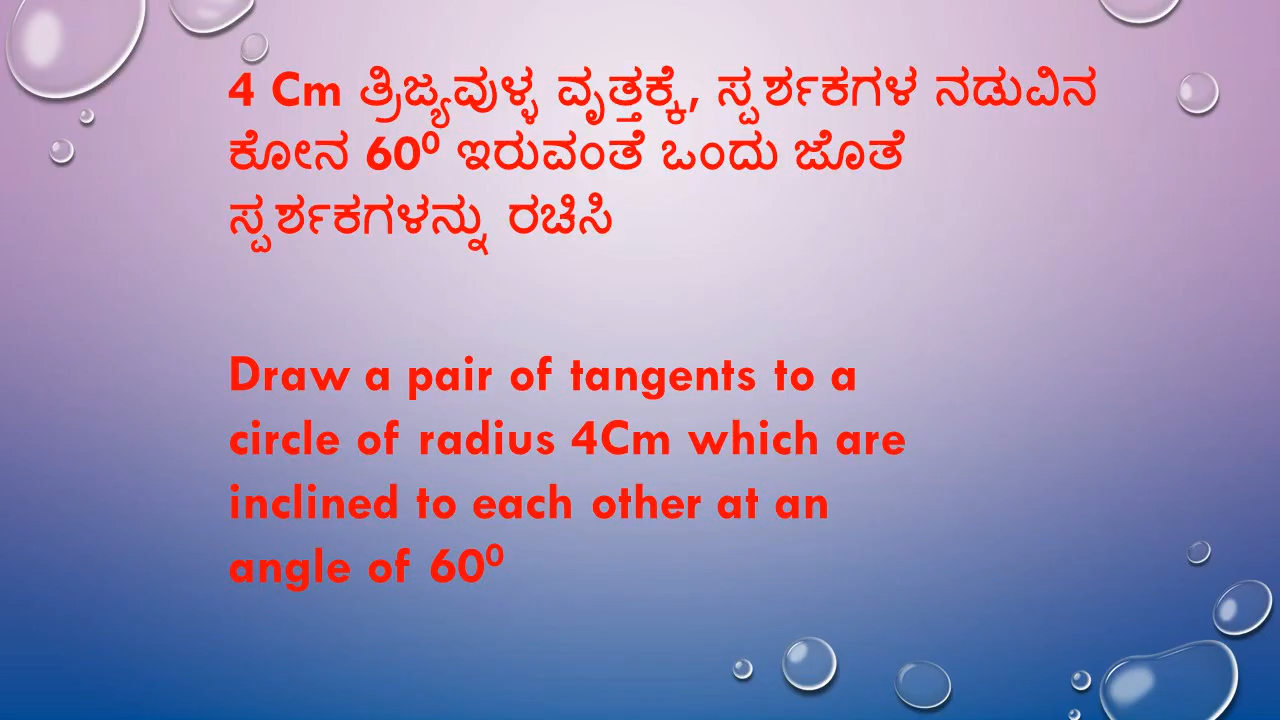 4 Cm ತ್ರಿಜ್ಯವುಳ್ಳ ವೃತ್ತಕ್ಕೆ, ಸ್ಪರ್ಶಕಗಳ ನಡುವಿನ
ಕೋನ 60⁰ ಇರುವಂತೆ ಒಂದು ಜೊತೆ
ಸ್ಪರ್ಶಕಗಳನ್ನು ರಚಿಸಿ
Draw a pair of tangents to a
circle of radius 4Cm which are
inclined to each other at an
angle of 60⁰